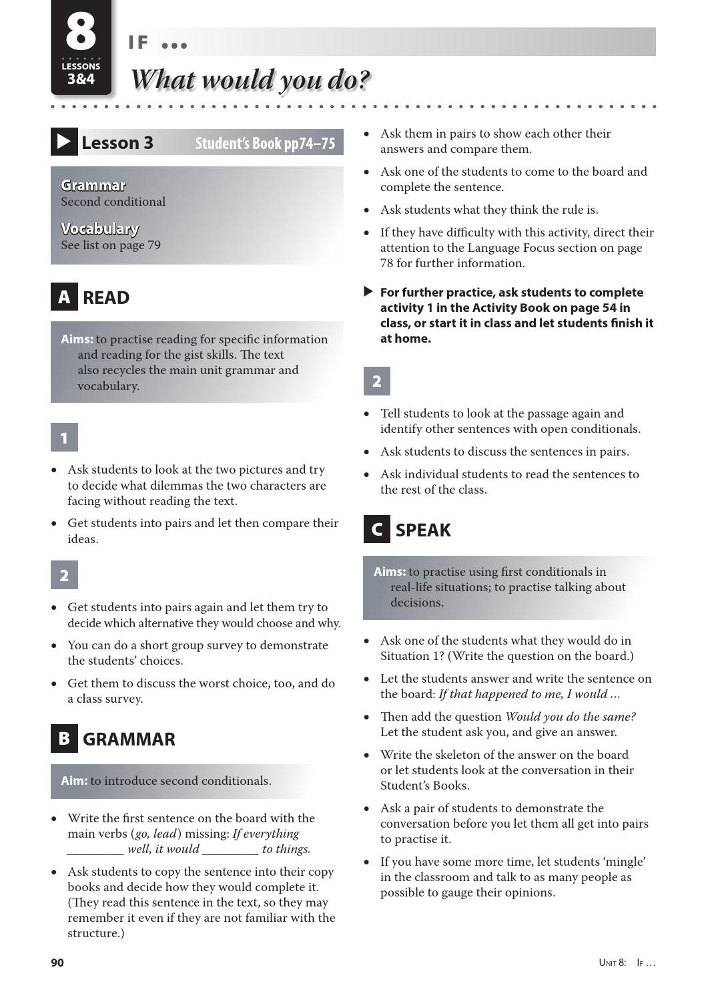 8
LESSONS
3&4
IF ...
What would you do?
Lesson 3 Student's Book pp74–75
Grammar
Second conditional
Vocabulary
See list on page 79
A READ
Aims: to practise reading for specific information
and reading for the gist skills. The text
also recycles the main unit grammar and
vocabulary.
1
• Ask students to look at the two pictures and try
to decide what dilemmas the two characters are
facing without reading the text.
• Get students into pairs and let then compare their
ideas.
2
• Get students into pairs again and let them try to
decide which alternative they would choose and why.
• You can do a short group survey to demonstrate
the students' choices.
• Get them to discuss the worst choice, too, and do
a class survey.
B GRAMMAR
Aim: to introduce second conditionals.
• Write the first sentence on the board with the
main verbs (go, lead) missing: If everything
_________ well, it would _________ to things.
• Ask students to copy the sentence into their copy
books and decide how they would complete it.
(They read this sentence in the text, so they may
remember it even if they are not familiar with the
structure.)
• Ask them in pairs to show each other their
answers and compare them.
• Ask one of the students to come to the board and
complete the sentence.
• Ask students what they think the rule is.
• If they have difficulty with this activity, direct their
attention to the Language Focus section on page
78 for further information.
For further practice, ask students to complete
activity 1 in the Activity Book on page 54 in
class, or start it in class and let students finish it
at home.
2
• Tell students to look at the passage again and
identify other sentences with open conditionals.
• Ask students to discuss the sentences in pairs.
• Ask individual students to read the sentences to
the rest of the class.
C SPEAK
Aims: to practise using first conditionals in
real-life situations; to practise talking about
decisions.
• Ask one of the students what they would do in
Situation 1? (Write the question on the board.)
• Let the students answer and write the sentence on
the board: If that happened to me, I would ...
• Then add the question Would you do the same?
Let the student ask you, and give an answer.
• Write the skeleton of the answer on the board
or let students look at the conversation in their
Student's Books.
• Ask a pair of students to demonstrate the
conversation before you let them all get into pairs
to practise it.
• If you have some more time, let students 'mingle'
in the classroom and talk to as many people as
possible to gauge their opinions.
90
Unit 8: If ...